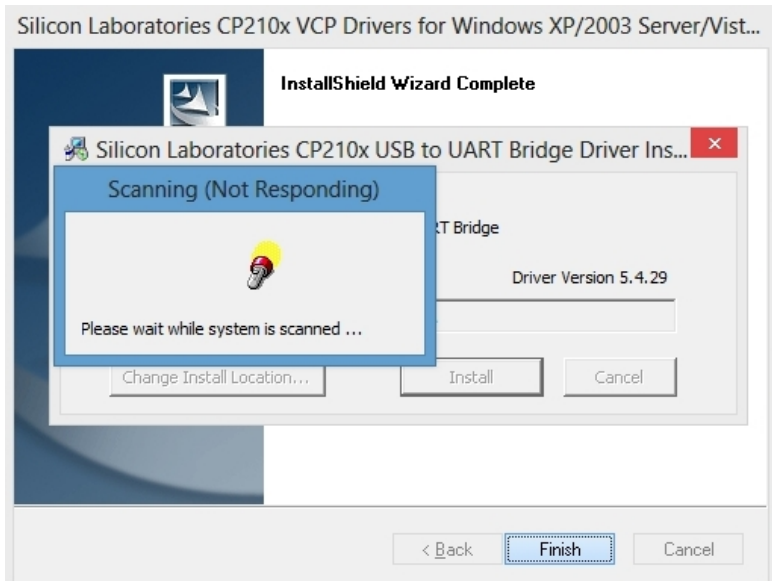 Silicon Laboratories CP210x VCP Drivers for Windows XP/2003 Server/Vist...
InstallShield Wizard Complete
Silicon Laboratories CP210x USB to UART Bridge Driver Ins...
Scanning (Not Responding)
RT Bridge
Driver Version 5.4.29
Please wait while system is scanned ...
Change Install Location...
Install
Cancel
< Back
Finish
Cancel